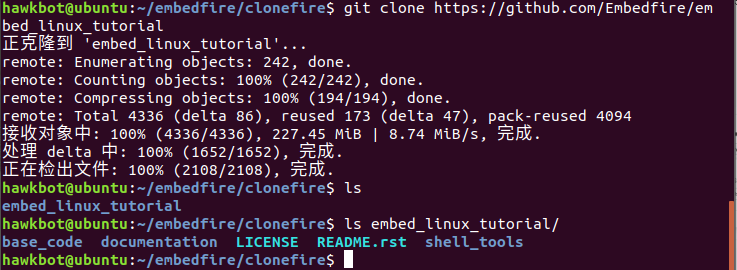 hawkbot@ubuntu:~/embedfire/clonefire$ git clone https://github.com/Embedfire/em
bed_linux_tutorial
正克隆到 'embed_linux_tutorial'...
remote: Enumerating objects: 242, done.
remote: Counting objects: 100% (242/242), done.
remote: Compressing objects: 100% (194/194), done.
remote: Total 4336 (delta 86), reused 173 (delta 47), pack-reused 4094
接收对象中: 100% (4336/4336), 227.45 MiB | 8.74 MiB/s, 完成.
处理 delta 中: 100% (1652/1652), 完成.
正在检出文件: 100% (2108/2108), 完成.
hawkbot@ubuntu:~/embedfire/clonefire$ ls
embed_linux_tutorial
hawkbot@ubuntu:~/embedfire/clonefire$ ls embed_linux_tutorial/
base_code  documentation  LICENSE  README.rst  shell_tools
hawkbot@ubuntu:~/embedfire/clonefire$